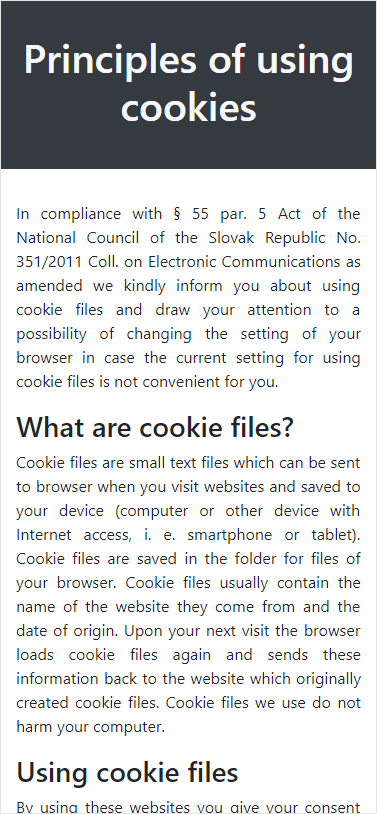 Principles of using
cookies
In compliance with § 55 par. 5 Act of the
National Council of the Slovak Republic No.
351/2011 Coll. on Electronic Communications as
amended we kindly inform you about using
cookie files and draw your attention to a
possibility of changing the setting of your
browser in case the current setting for using
cookie files is not convenient for you.
What are cookie files?
Cookie files are small text files which can be sent
to browser when you visit websites and saved to
your device (computer or other device with
Internet access, i. e. smartphone or tablet).
Cookie files are saved in the folder for files of
your browser. Cookie files usually contain the
name of the website they come from and the
date of origin. Upon your next visit the browser
loads cookie files again and sends these
information back to the website which originally
created cookie files. Cookie files we use do not
harm your computer.
Using cookie files
By using these websites you give your consent